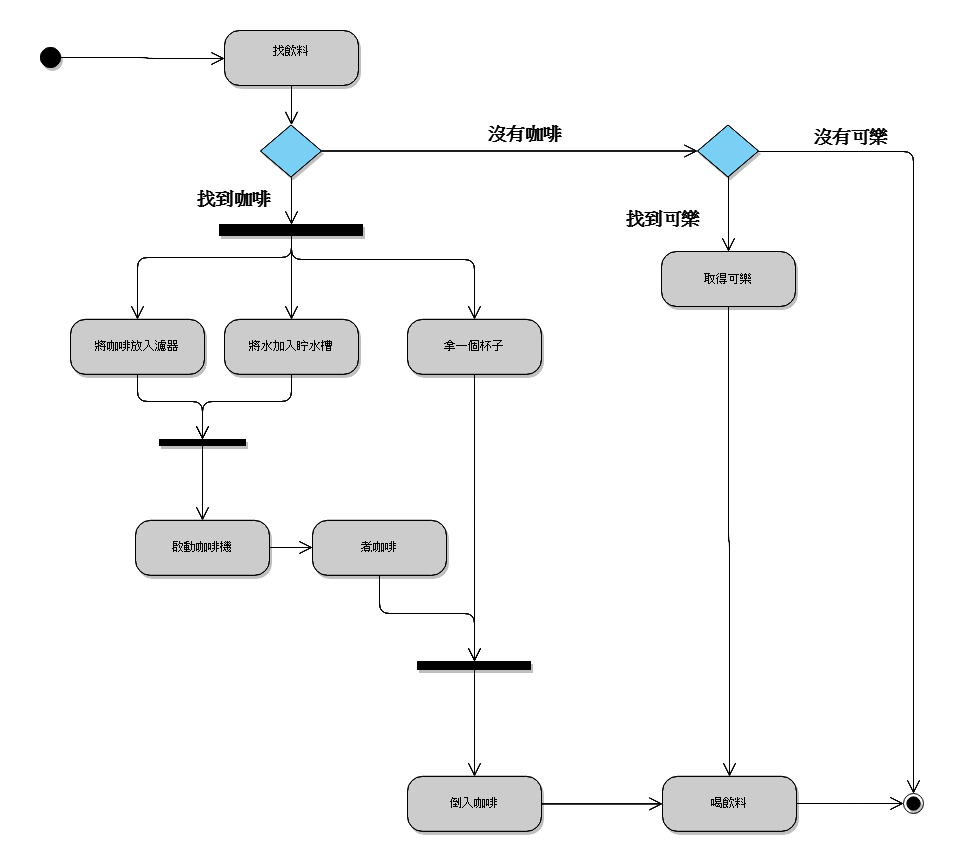 找飲料
沒有咖啡
沒有可樂
找到咖啡
找到可樂
取得可樂
將咖啡放入濾器
將水加入貯水槽
拿一個杯子
啟動咖啡機
煮咖啡
倒入咖啡
喝飲料